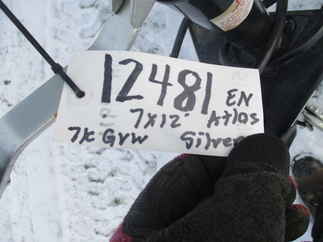 12481 EN
7x12 Atlas
7K Gvw Silver